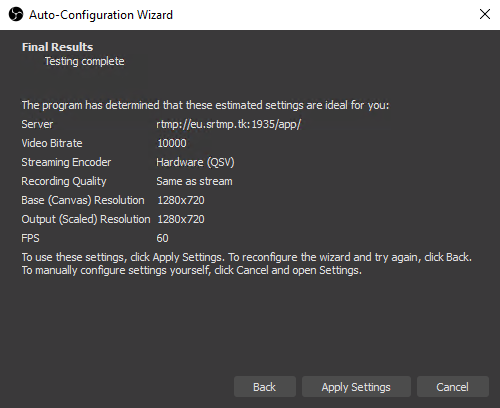 Auto-Configuration Wizard
Final Results
Testing complete
The program has determined that these estimated settings are ideal for you:
Server rtmp://eu.srtmp.tk:1935/app/
Video Bitrate 10000
Streaming Encoder Hardware (QSV)
Recording Quality Same as stream
Base (Canvas) Resolution 1280x720
Output (Scaled) Resolution 1280x720
FPS 60
To use these settings, click Apply Settings. To reconfigure the wizard and try again, click Back.
To manually configure settings yourself, click Cancel and open Settings.
Back Apply Settings Cancel